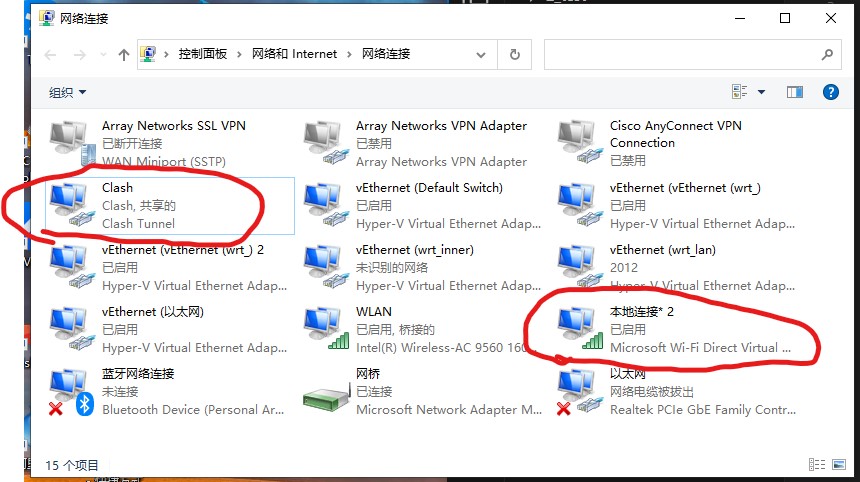 网络连接
控制面板 > 网络和 Internet > 网络连接
组织
Array Networks SSL VPN
已断开连接
WAN Miniport (SSTP)
Array Networks VPN Adapter
已禁用
Array Networks VPN Adapter
Cisco AnyConnect VPN
Connection
已禁用
Clash
Clash, 共享的
Clash Tunnel
vEthernet (Default Switch)
已启用
Hyper-V Virtual Ethernet Adap...
vEthernet (vEthernet (wrt_)
已启用
Hyper-V Virtual Ethernet Adap...
vEthernet (vEthernet (wrt_) 2
已启用
Hyper-V Virtual Ethernet Adap...
vEthernet (wrt_inner)
未识别的网络
Hyper-V Virtual Ethernet Adap...
vEthernet (wrt_lan)
2012
Hyper-V Virtual Ethernet Adap...
vEthernet (以太网)
已启用
Hyper-V Virtual Ethernet Adap...
WLAN
已启用, 桥接的
Intel(R) Wireless-AC 9560 160...
本地连接* 2
已启用
Microsoft Wi-Fi Direct Virtual ...
蓝牙网络连接
未连接
Bluetooth Device (Personal Ar...
网桥
已连接
Microsoft Network Adapter M...
以太网
网络电缆被拔出
Realtek PCIe GbE Family Contr...
15 个项目